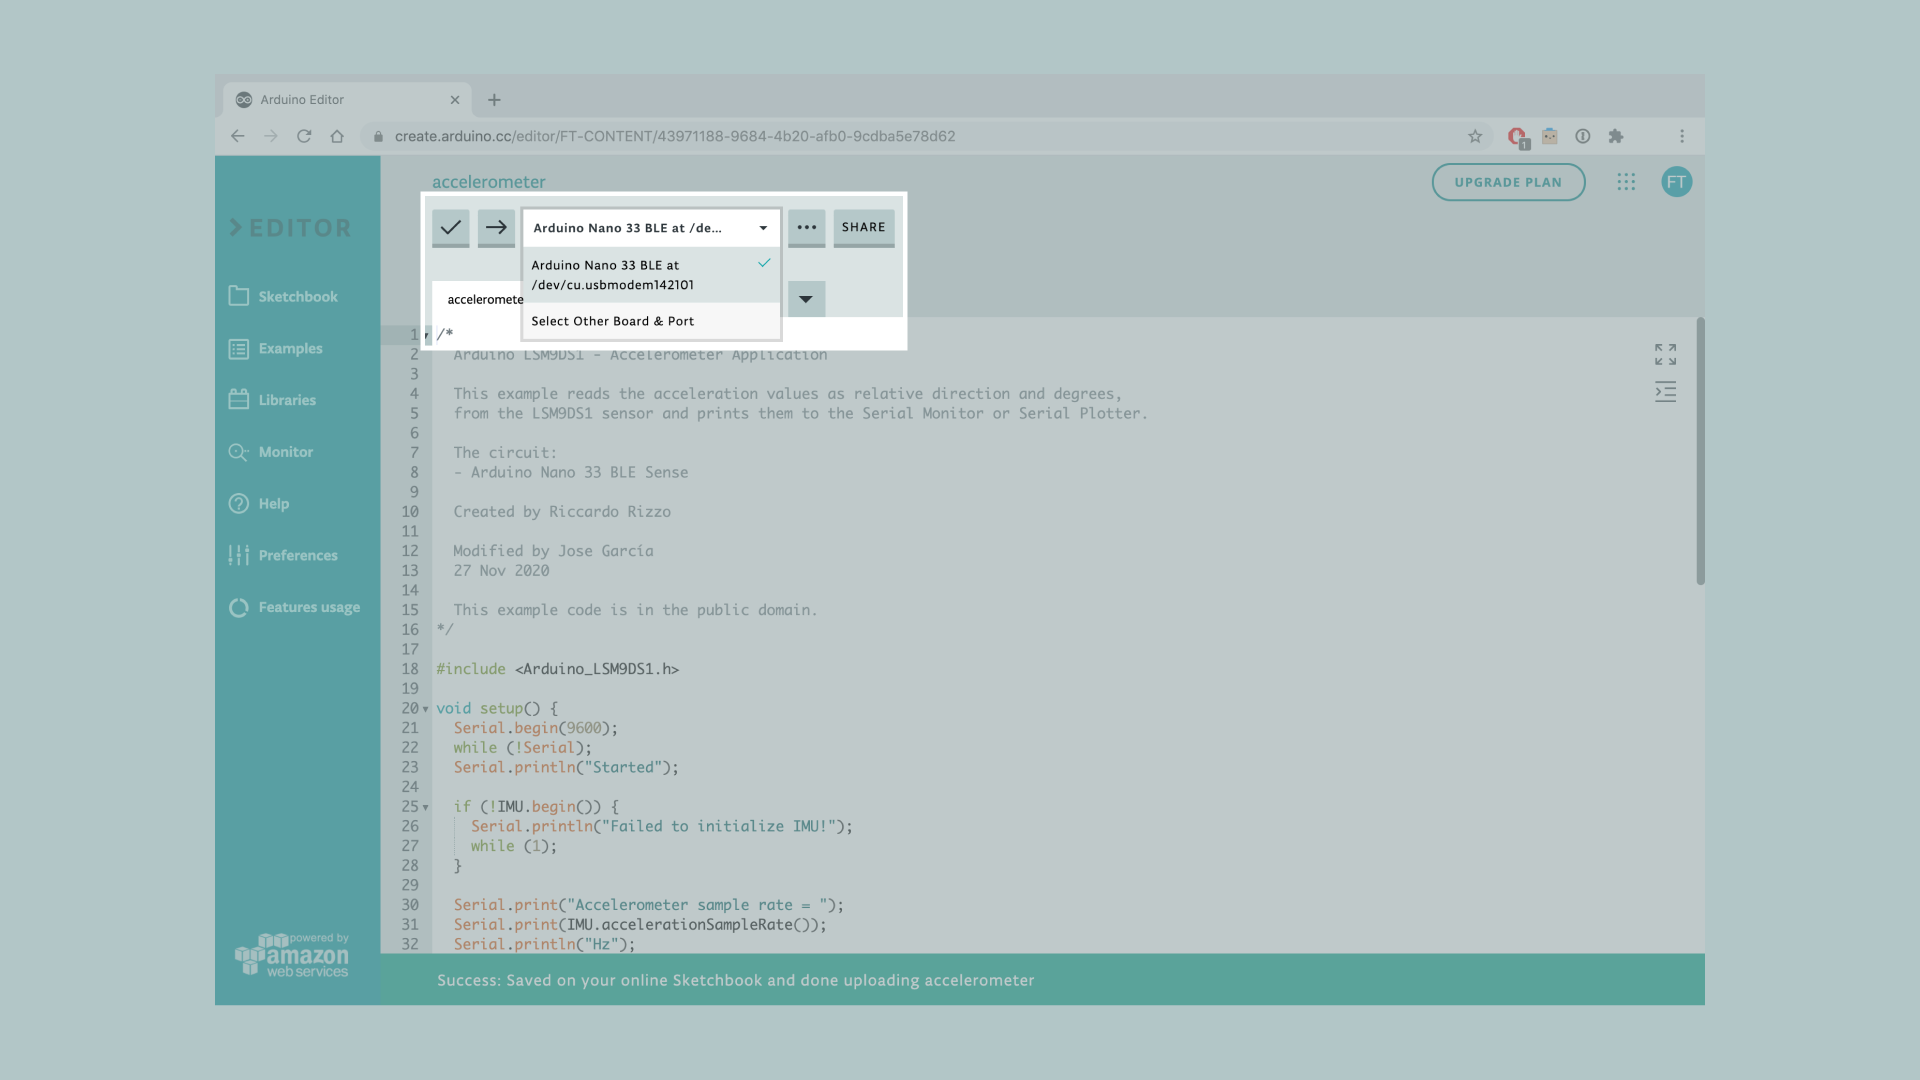 Arduino Editor
create.arduino.cc/editor/FT-CONTENT/43971188-9684-4b20-afb0-9cdba5e78d62
1
accelerometer
UPGRADE PLAN
FT
EDITOR
Arduino Nano 33 BLE at /de...
SHARE
Arduino Nano 33 BLE at
/dev/cu.usbmodem142101
Select Other Board & Port
acceleromete
Sketchbook
Examples
Libraries
Monitor
Help
Preferences
Features usage
powered by
amazon
web services
1 /*
2 Arduino LSM9DS1 - Accelerometer Application
3
4 This example reads the acceleration values as relative direction and degrees,
5 from the LSM9DS1 sensor and prints them to the Serial Monitor or Serial Plotter.
6
7 The circuit:
8 - Arduino Nano 33 BLE Sense
9
10 Created by Riccardo Rizzo
11
12 Modified by Jose García
13 27 Nov 2020
14
15 This example code is in the public domain.
16 */
17
18 #include <Arduino_LSM9DS1.h>
19
20 void setup() {
21 Serial.begin(9600);
22 while (!Serial);
23 Serial.println("Started");
24
25 if (!IMU.begin()) {
26 Serial.println("Failed to initialize IMU!");
27 while (1);
28 }
29
30 Serial.print("Accelerometer sample rate = ");
31 Serial.print(IMU.accelerationSampleRate());
32 Serial.println("Hz");
Success: Saved on your online Sketchbook and done uploading accelerometer